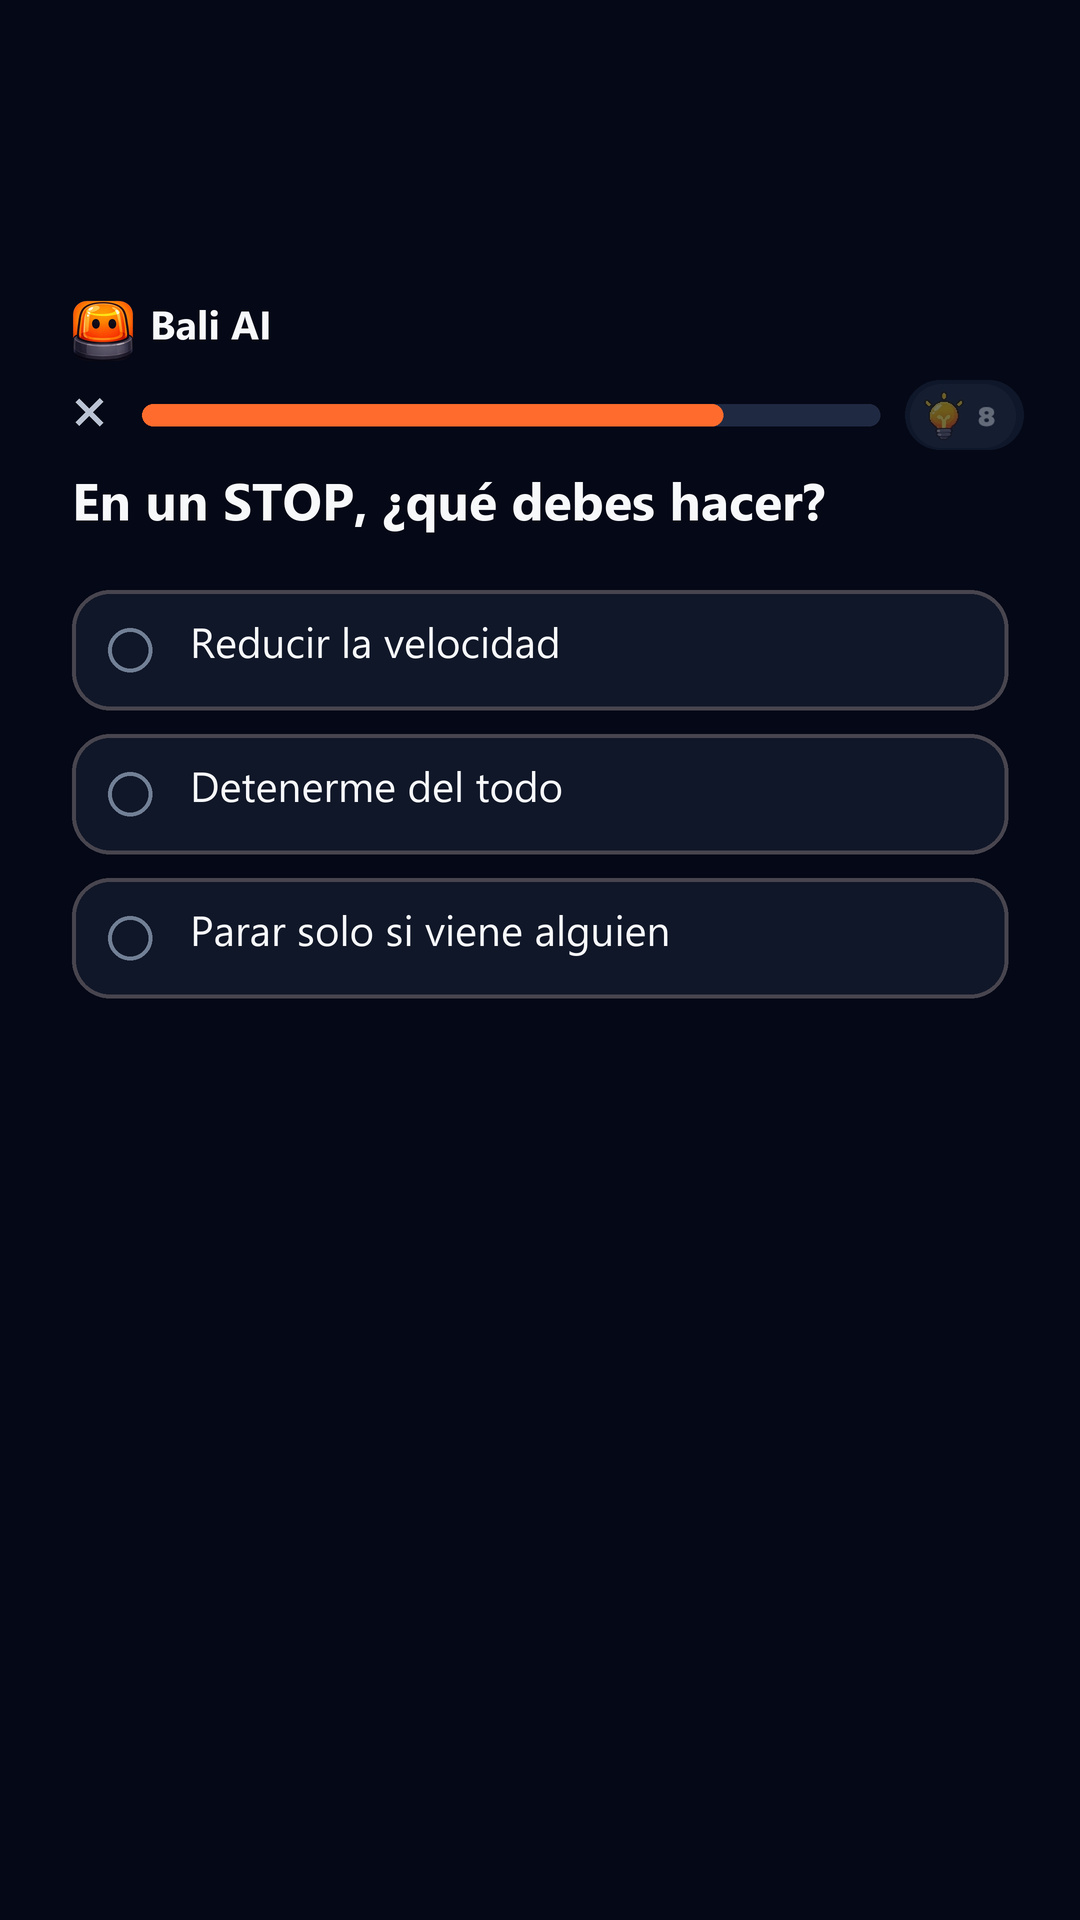 Bali AI
8
En un STOP, ¿qué debes hacer?
Reducir la velocidad
Detenerme del todo
Parar solo si viene alguien